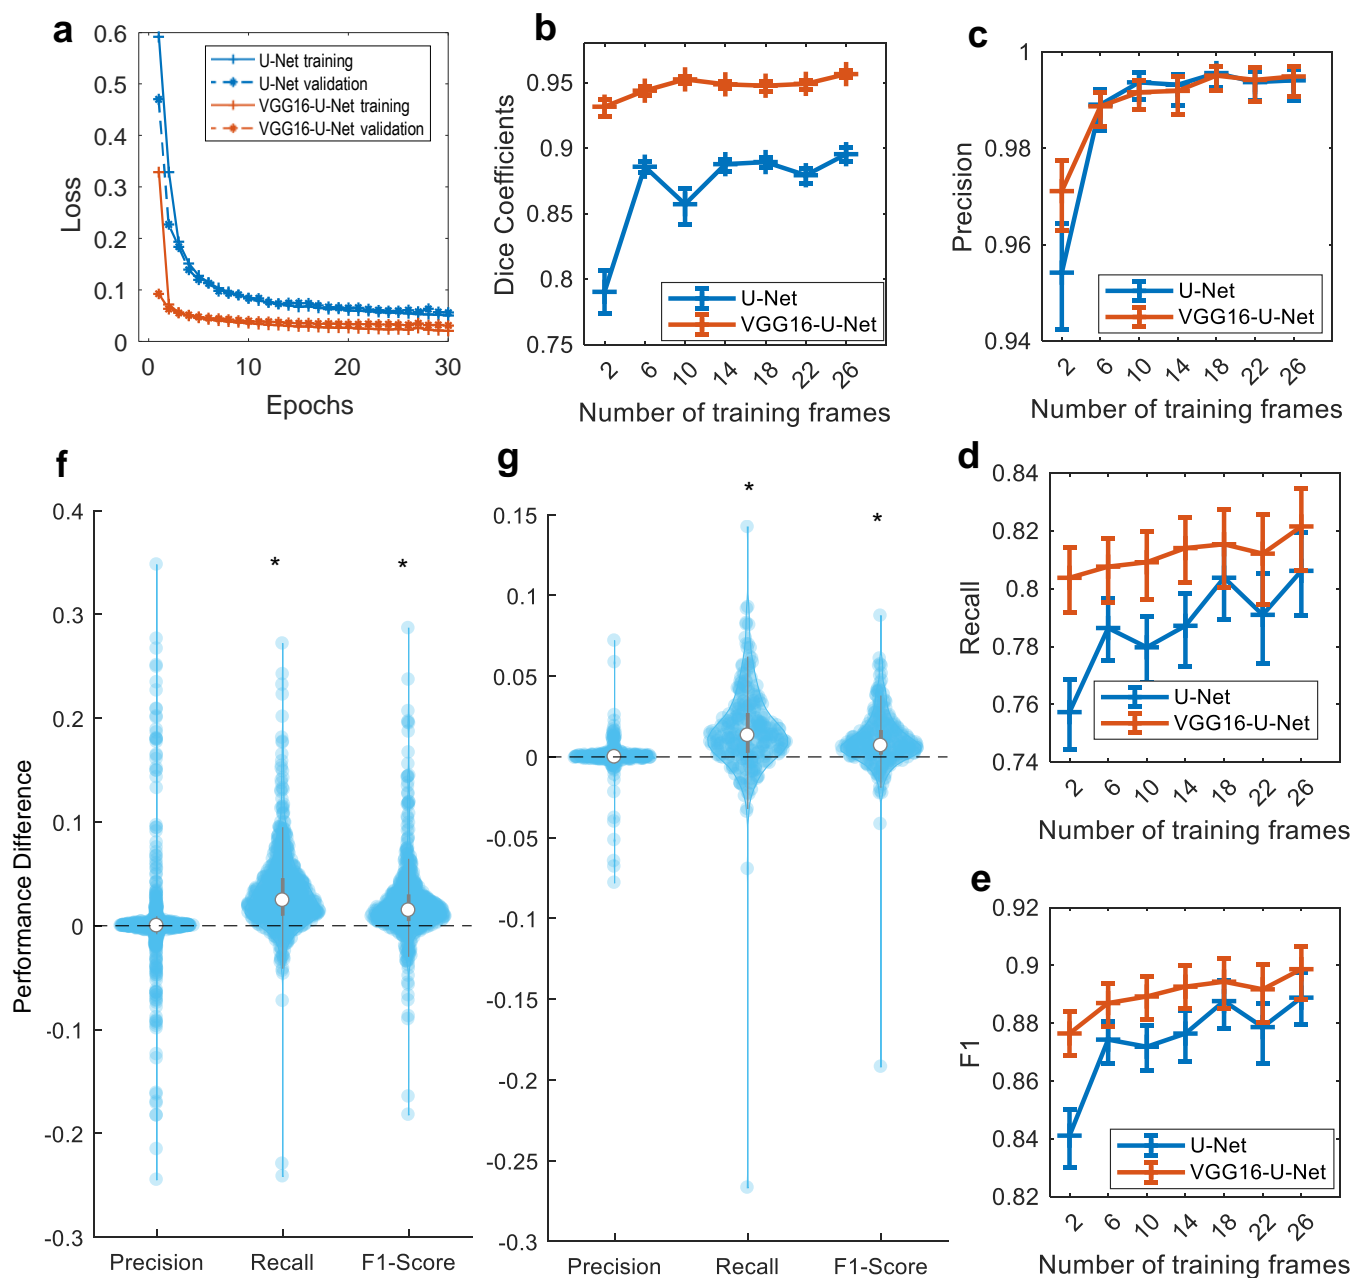 a
0.6
0.5
0.4
0.3
0.2
0.1
0
Loss
U-Net training
U-Net validation
VGG16-U-Net training
VGG16-U-Net validation
0 10 20 30
Epochs
b
0.95
0.9
0.85
0.8
0.75
Dice Coefficients
U-Net
VGG16-U-Net
2 6 10 14 18 22 26
Number of training frames
c
1
0.98
0.96
0.94
Precision
U-Net
VGG16-U-Net
2 6 10 14 18 22 26
Number of training frames
f
0.4
0.3
0.2
0.1
0
-0.1
-0.2
-0.3
Performance Difference
* *
Precision Recall F1-Score
g
0.15
0.1
0.05
0
-0.05
-0.1
-0.15
-0.2
-0.25
-0.3
* *
Precision Recall F1-Score
d
0.84
0.82
0.8
0.78
0.76
0.74
Recall
U-Net
VGG16-U-Net
2 6 10 14 18 22 26
Number of training frames
e
0.92
0.9
0.88
0.86
0.84
0.82
F1
U-Net
VGG16-U-Net
2 6 10 14 18 22 26
Number of training frames